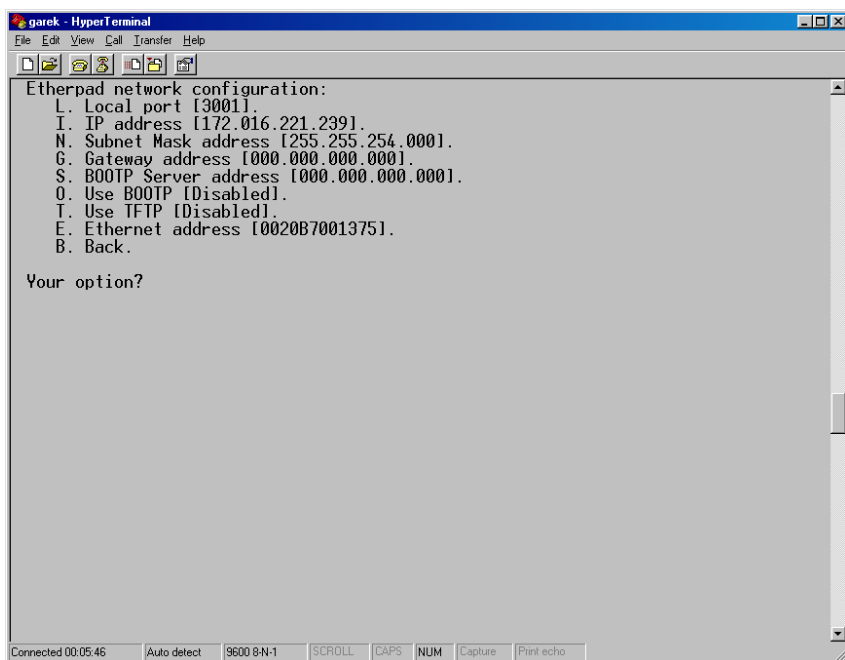 garek - HyperTerminal
File Edit View Call Transfer Help
Etherpad network configuration:
L. Local port [3001].
I. IP address [172.016.221.239].
N. Subnet Mask address [255.255.254.000].
G. Gateway address [000.000.000.000].
S. BOOTP Server address [000.000.000.000].
O. Use BOOTP [Disabled].
T. Use TFTP [Disabled].
E. Ethernet address [0020B7001375].
B. Back.
Your option?
Connected 00:05:46 Auto detect 9600 8-N-1 SCROLL CAPS NUM Capture Print echo